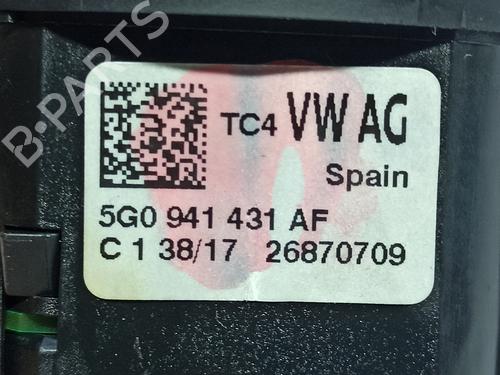 B-PARTS
TC4 VW AG
Spain
5G0 941 431 AF
C 1 38/17 26870709